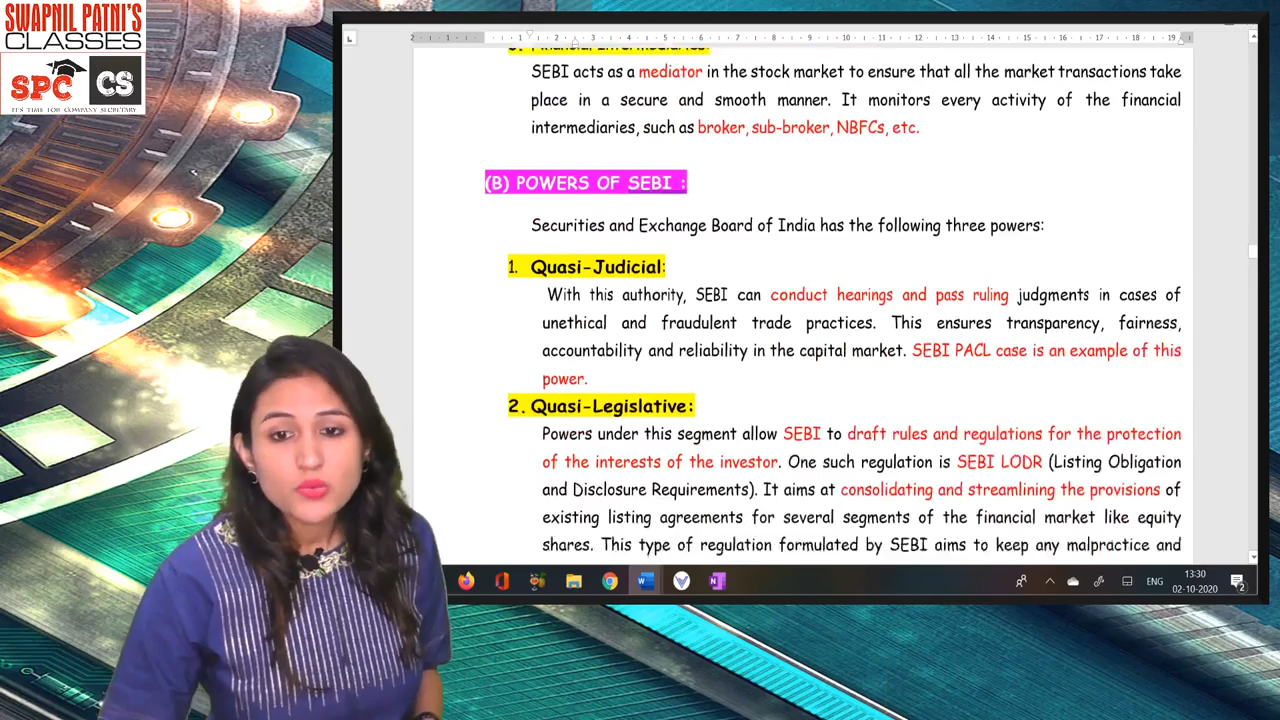 SWAPNIL PATNI'S
CLASSES
SPC CS
IT'S TIME FOR COMPANY SECRETARY
Financial Intermediaries:
SEBI acts as a mediator in the stock market to ensure that all the market transactions take
place in a secure and smooth manner. It monitors every activity of the financial
intermediaries, such as broker, sub-broker, NBFCs, etc.
(B) POWERS OF SEBI :
Securities and Exchange Board of India has the following three powers:
1. Quasi-Judicial:
With this authority, SEBI can conduct hearings and pass ruling judgments in cases of
unethical and fraudulent trade practices. This ensures transparency, fairness,
accountability and reliability in the capital market. SEBI PACL case is an example of this
power.
2. Quasi-Legislative:
Powers under this segment allow SEBI to draft rules and regulations for the protection
of the interests of the investor. One such regulation is SEBI LODR (Listing Obligation
and Disclosure Requirements). It aims at consolidating and streamlining the provisions of
existing listing agreements for several segments of the financial market like equity
shares. This type of regulation formulated by SEBI aims to keep any malpractice and
ENG
13:30
02-10-2020
2